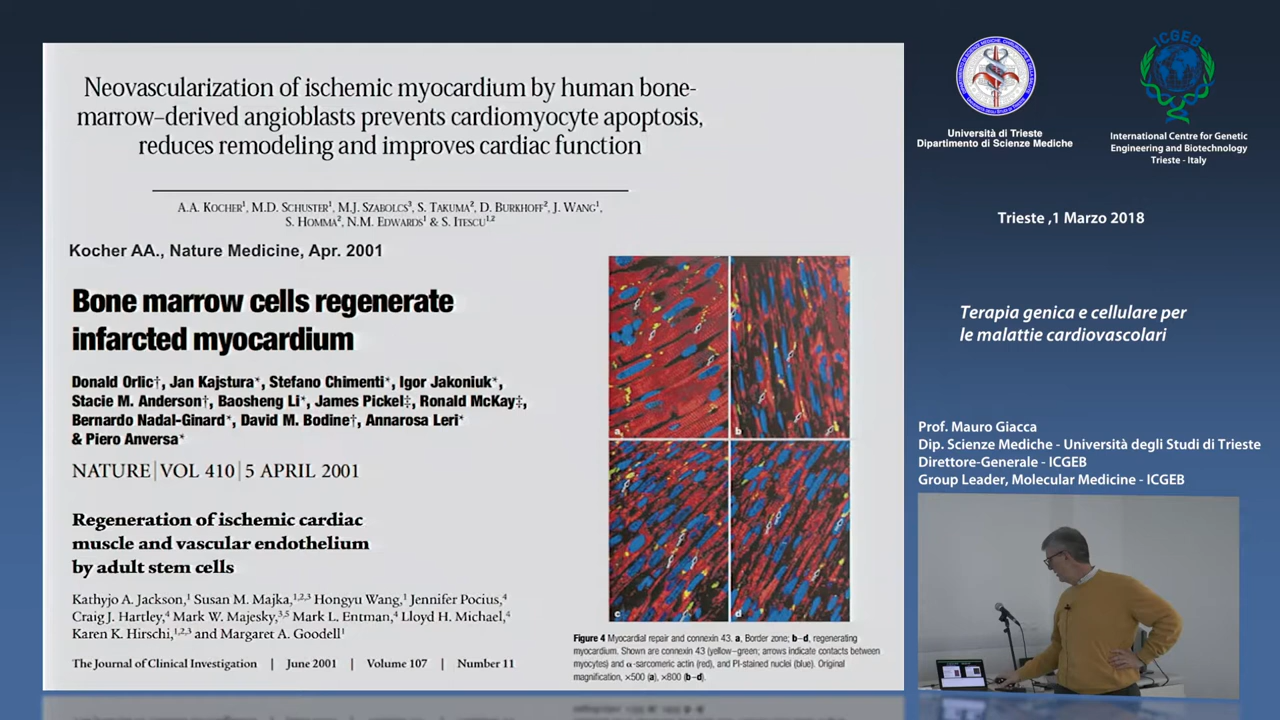 Neovascularization of ischemic myocardium by human bone-
marrow–derived angioblasts prevents cardiomyocyte apoptosis,
reduces remodeling and improves cardiac function
A.A. Kocher¹, M.D. Schuster¹, M.J. Szabolcs³, S. Takuma², D. Burkhoff², J. Wang¹,
S. Homma², N.M. Edwards¹ & S. Itescu¹,²
Kocher AA., Nature Medicine, Apr. 2001
Bone marrow cells regenerate
infarcted myocardium
Donald Orlic†, Jan Kajstura*, Stefano Chimenti*, Igor Jakoniuk*,
Stacie M. Anderson†, Baosheng Li*, James Pickel‡, Ronald McKay‡,
Bernardo Nadal-Ginard*, David M. Bodine†, Annarosa Leri*
& Piero Anversa*
NATURE | VOL 410 | 5 APRIL 2001
Regeneration of ischemic cardiac
muscle and vascular endothelium
by adult stem cells
Kathyjo A. Jackson,¹ Susan M. Majka,¹,²,³ Hongyu Wang,¹ Jennifer Pocius,⁴
Craig J. Hartley,⁴ Mark W. Majesky,³,⁵ Mark L. Entman,⁴ Lloyd H. Michael,⁴
Karen K. Hirschi,¹,²,³ and Margaret A. Goodell¹
The Journal of Clinical Investigation | June 2001 | Volume 107 | Number 11
a
b
c
d
Figure 4 Myocardial repair and connexin 43. a, Border zone; b–d, regenerating
myocardium. Shown are connexin 43 (yellow–green; arrows indicate contacts between
myocytes) and α-sarcomeric actin (red), and PI-stained nuclei (blue). Original
magnification, ×500 (a), ×800 (b–d).
Università di Trieste
Dipartimento di Scienze Mediche
ICGEB
International Centre for Genetic
Engineering and Biotechnology
Trieste - Italy
Trieste ,1 Marzo 2018
Terapia genica e cellulare per
le malattie cardiovascolari
Prof. Mauro Giacca
Dip. Scienze Mediche - Università degli Studi di Trieste
Direttore-Generale - ICGEB
Group Leader, Molecular Medicine - ICGEB